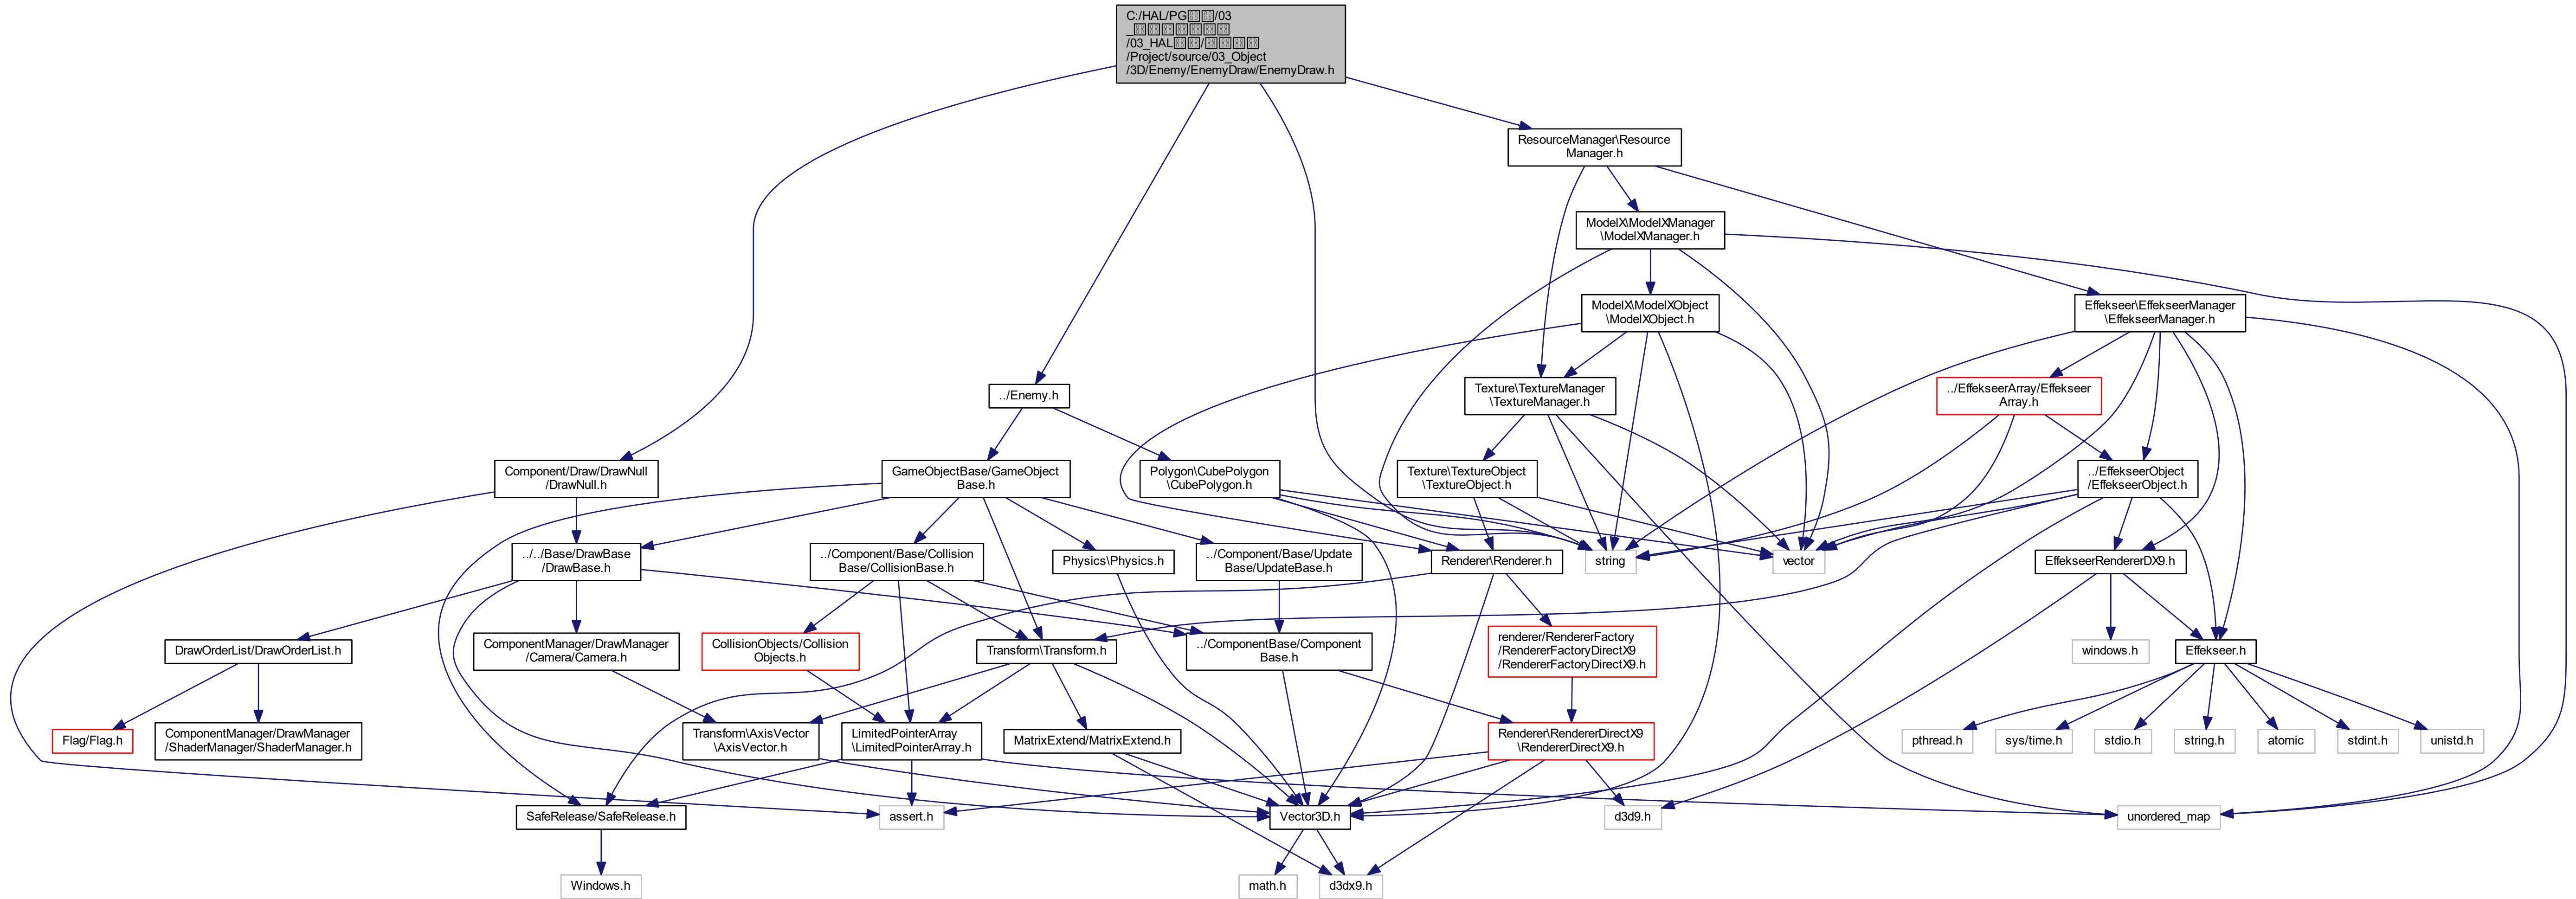 C:/HAL/PG/03
_
/03_HAL/
/Project/source/03_Object
/3D/Enemy/EnemyDraw/EnemyDraw.h
ResourceManager\Resource
Manager.h
ModelX\ModelXManager
\ModelXManager.h
ModelX\ModelXObject
\ModelXObject.h
Effekseer\EffekseerManager
\EffekseerManager.h
../Enemy.h
Texture\TextureManager
\TextureManager.h
../EffekseerArray/Effekseer
Array.h
Component/Draw/DrawNull
/DrawNull.h
GameObjectBase/GameObject
Base.h
Polygon\CubePolygon
\CubePolygon.h
Texture\TextureObject
\TextureObject.h
../EffekseerObject
/EffekseerObject.h
../../Base/DrawBase
/DrawBase.h
../Component/Base/Collision
Base/CollisionBase.h
Physics\Physics.h
../Component/Base/Update
Base/UpdateBase.h
Renderer\Renderer.h
string
vector
EffekseerRendererDX9.h
DrawOrderList/DrawOrderList.h
ComponentManager/DrawManager
/Camera/Camera.h
CollisionObjects/Collision
Objects.h
Transform\Transform.h
../ComponentBase/Component
Base.h
renderer/RendererFactory
/RendererFactoryDirectX9
/RendererFactoryDirectX9.h
windows.h
Effekseer.h
Flag/Flag.h
ComponentManager/DrawManager
/ShaderManager/ShaderManager.h
Transform\AxisVector
\AxisVector.h
LimitedPointerArray
\LimitedPointerArray.h
MatrixExtend/MatrixExtend.h
Renderer\RendererDirectX9
\RendererDirectX9.h
pthread.h
sys/time.h
stdio.h
string.h
atomic
stdint.h
unistd.h
SafeRelease/SafeRelease.h
assert.h
Vector3D.h
d3d9.h
unordered_map
Windows.h
math.h
d3dx9.h